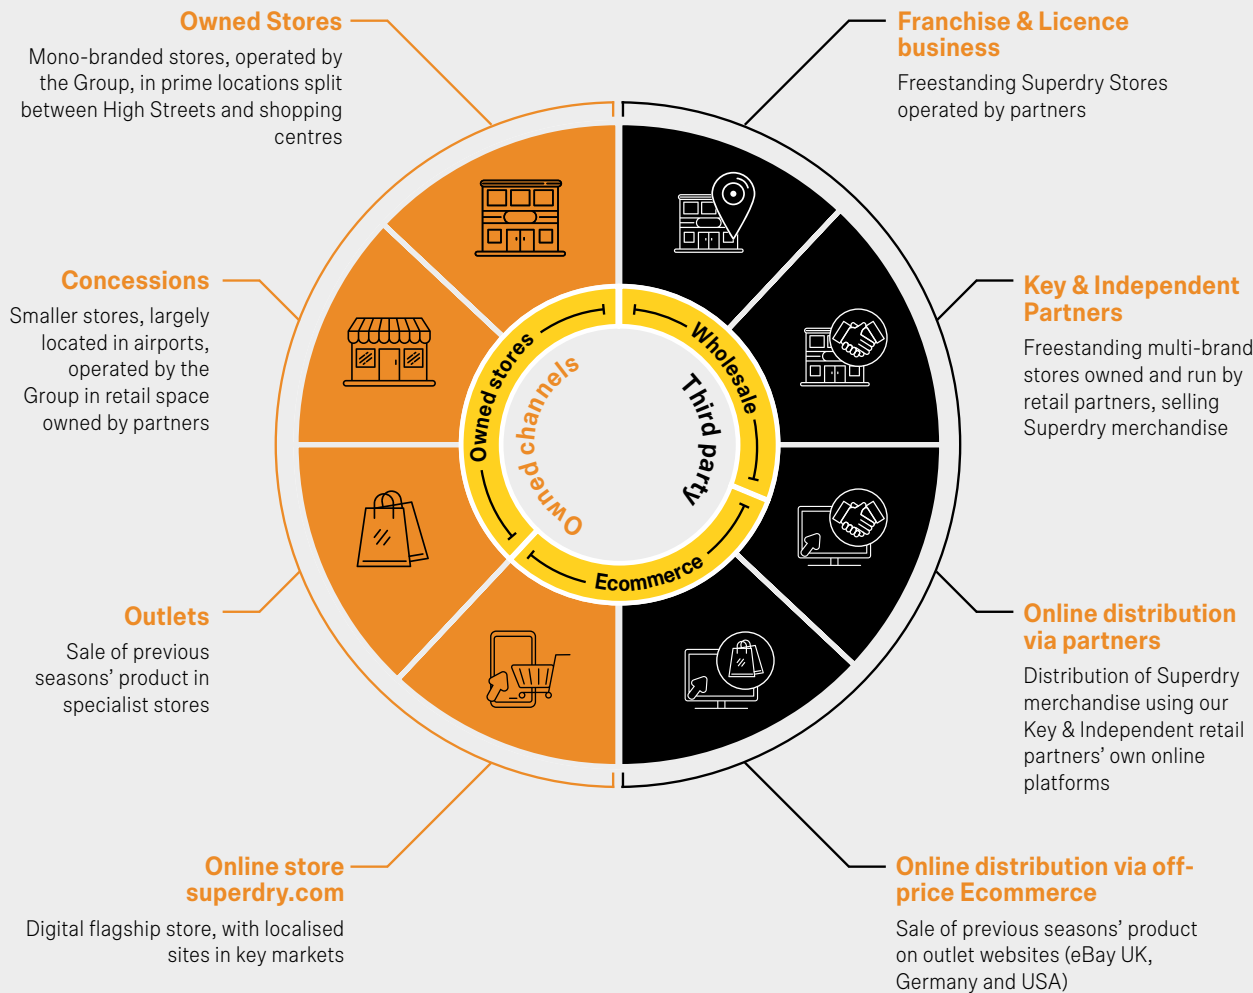 Owned Stores
Mono-branded stores, operated by
the Group, in prime locations split
between High Streets and shopping
centres
Concessions
Smaller stores, largely
located in airports,
operated by the
Group in retail space
owned by partners
Outlets
Sale of previous
seasons’ product in
specialist stores
Online store
superdry.com
Digital flagship store, with localised
sites in key markets
Owned stores
Wholesale
Ecommerce
Owned channels
Third party
Franchise & Licence
business
Freestanding Superdry Stores
operated by partners
Key & Independent
Partners
Freestanding multi-brand
stores owned and run by
retail partners, selling
Superdry merchandise
Online distribution
via partners
Distribution of Superdry
merchandise using our
Key & Independent retail
partners’ own online
platforms
Online distribution via off-
price Ecommerce
Sale of previous seasons’ product
on outlet websites (eBay UK,
Germany and USA)